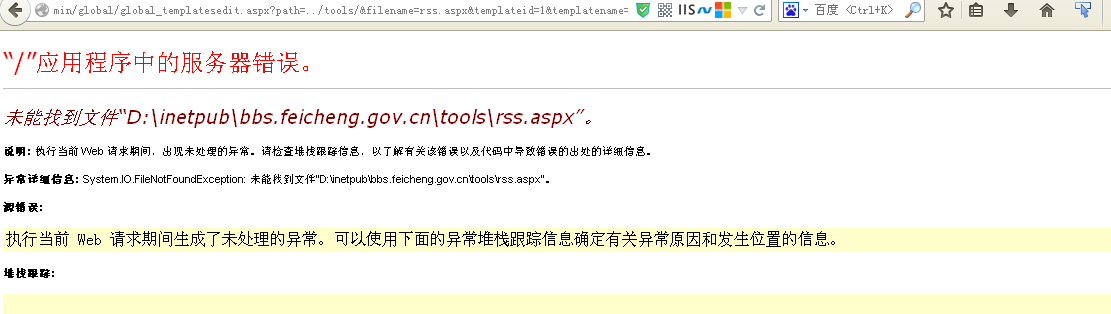 min/global/global_templatesedit.aspx?path=../tools/&filename=rss.aspx&templateid=1&templatename= IIS 百度 <Ctrl+K>
“/”应用程序中的服务器错误。
未能找到文件“D:\inetpub\bbs.feicheng.gov.cn\tools\rss.aspx”。
说明: 执行当前 Web 请求期间，出现未处理的异常。请检查堆栈跟踪信息，以了解有关该错误以及代码中导致错误的出处的详细信息。
异常详细信息: System.IO.FileNotFoundException: 未能找到文件“D:\inetpub\bbs.feicheng.gov.cn\tools\rss.aspx”。
源错误:
执行当前 Web 请求期间生成了未处理的异常。可以使用下面的异常堆栈跟踪信息确定有关异常原因和发生位置的信息。
堆栈跟踪: